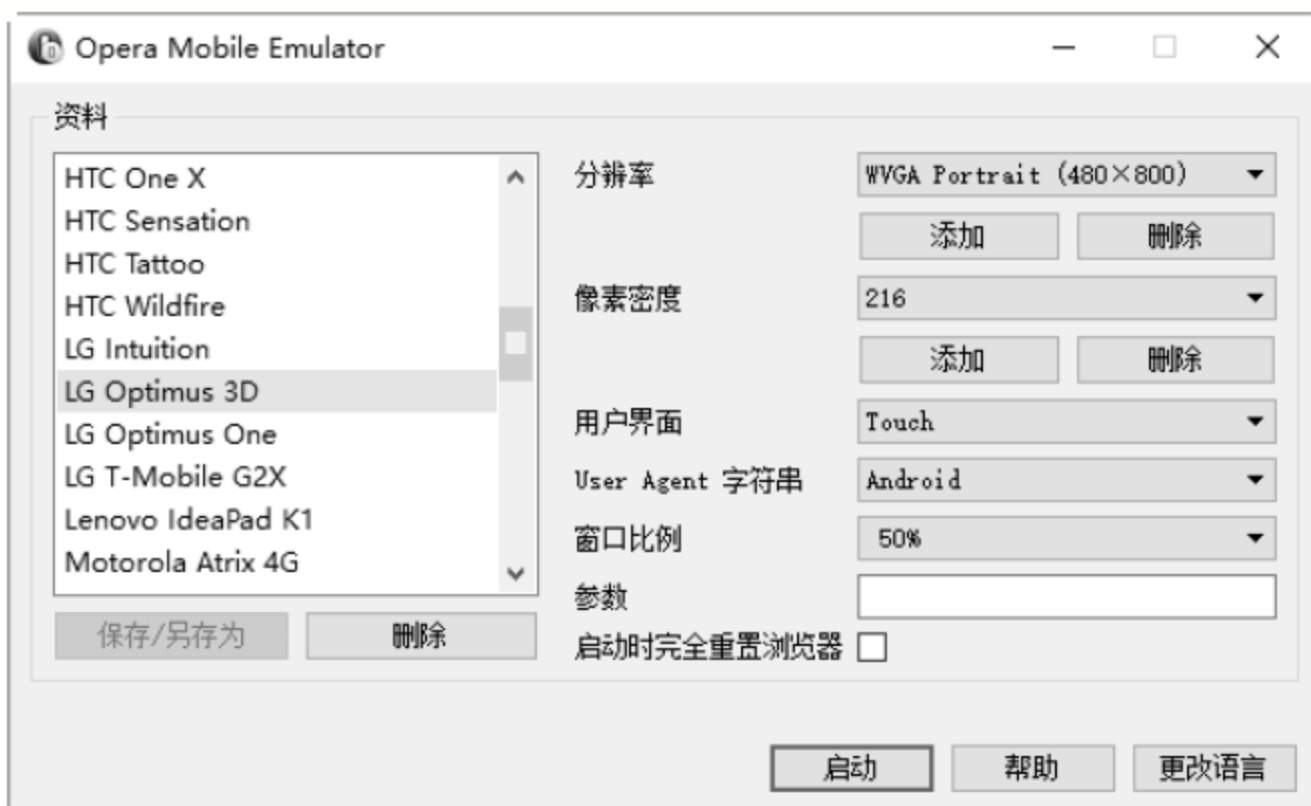 Opera Mobile Emulator
资料
HTC One X
HTC Sensation
HTC Tattoo
HTC Wildfire
LG Intuition
LG Optimus 3D
LG Optimus One
LG T-Mobile G2X
Lenovo IdeaPad K1
Motorola Atrix 4G
保存/另存为 删除
分辨率 WVGA Portrait (480×800)
添加 删除
像素密度 216
添加 删除
用户界面 Touch
User Agent 字符串 Android
窗口比例 50%
参数
启动时完全重置浏览器
启动 帮助 更改语言